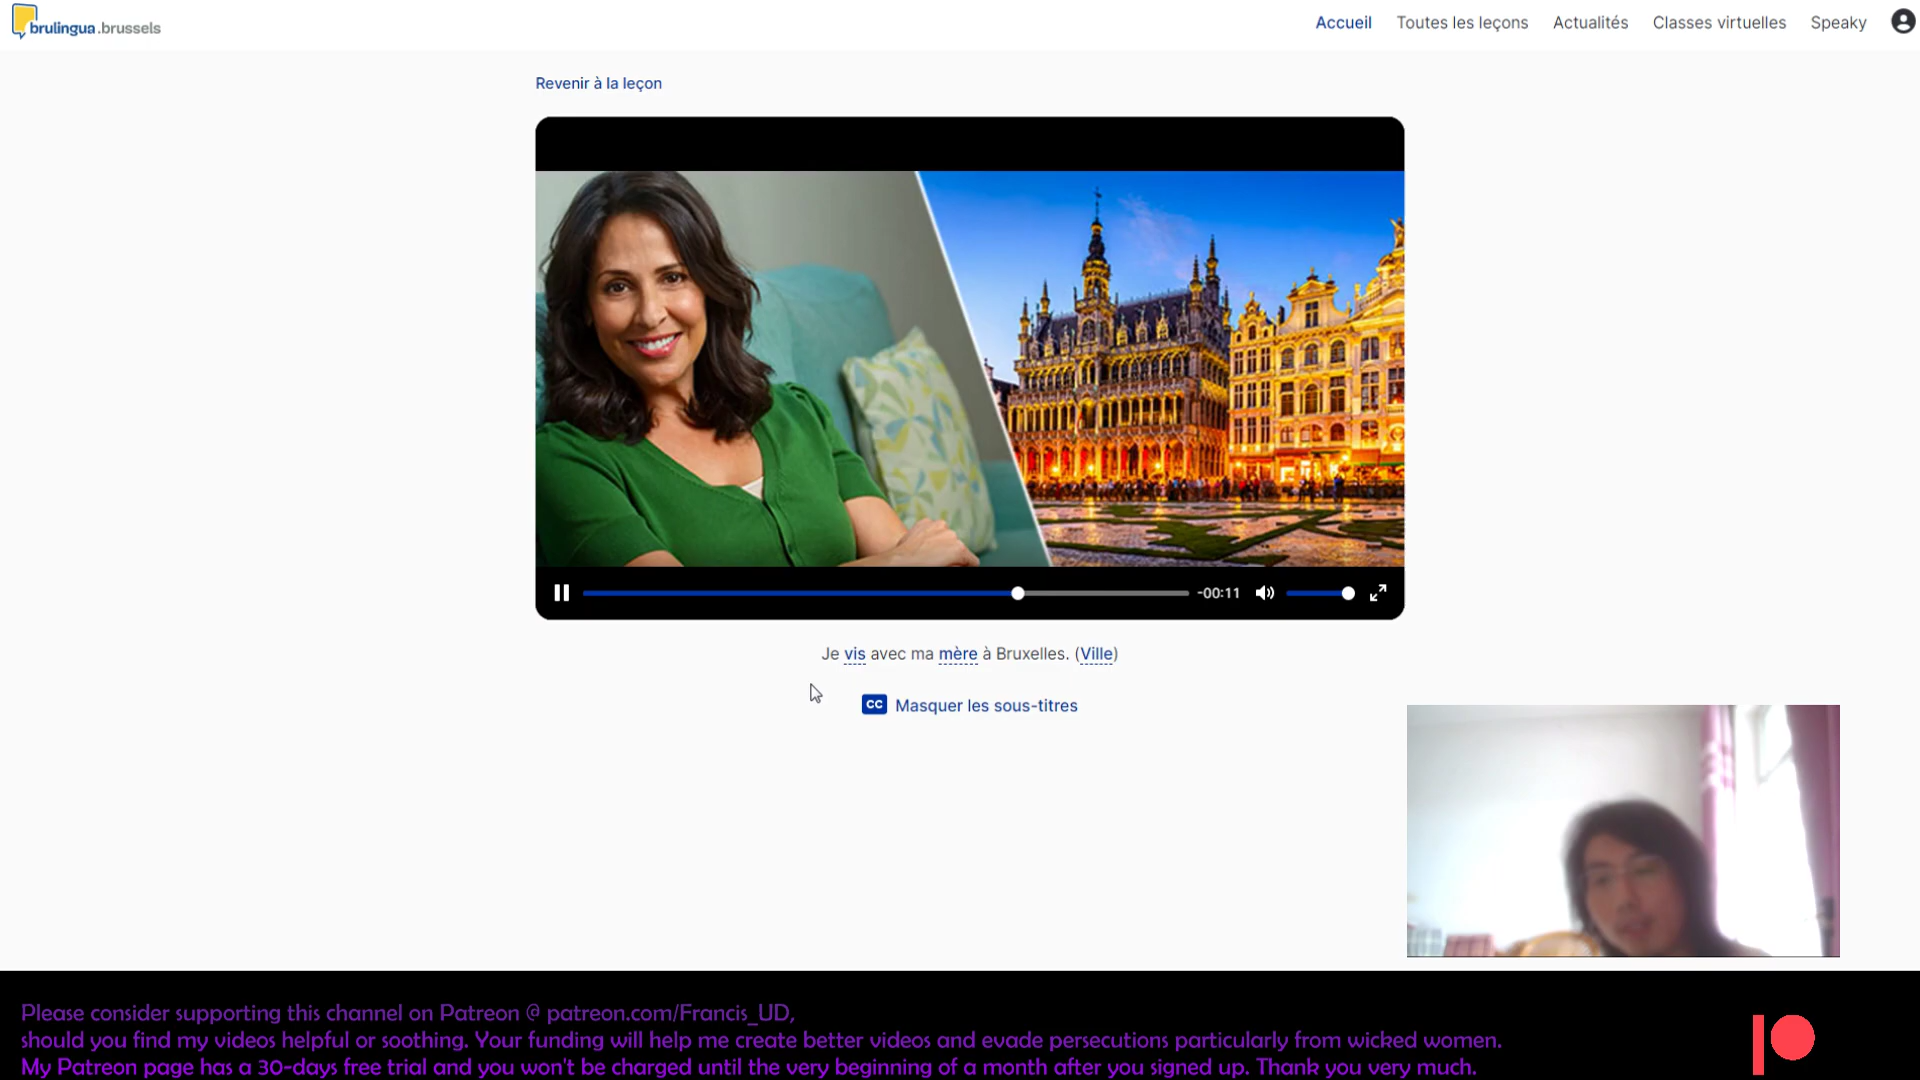 brulingua.brussels
Accueil Toutes les leçons Actualités Classes virtuelles Speaky
Revenir à la leçon
-00:11
Je vis avec ma mère à Bruxelles. (Ville)
CC Masquer les sous-titres
Please consider supporting this channel on Patreon @ patreon.com/Francis_UD,
should you find my videos helpful or soothing. Your funding will help me create better videos and evade persecutions particularly from wicked women.
My Patreon page has a 30-days free trial and you won't be charged until the very beginning of a month after you signed up. Thank you very much.